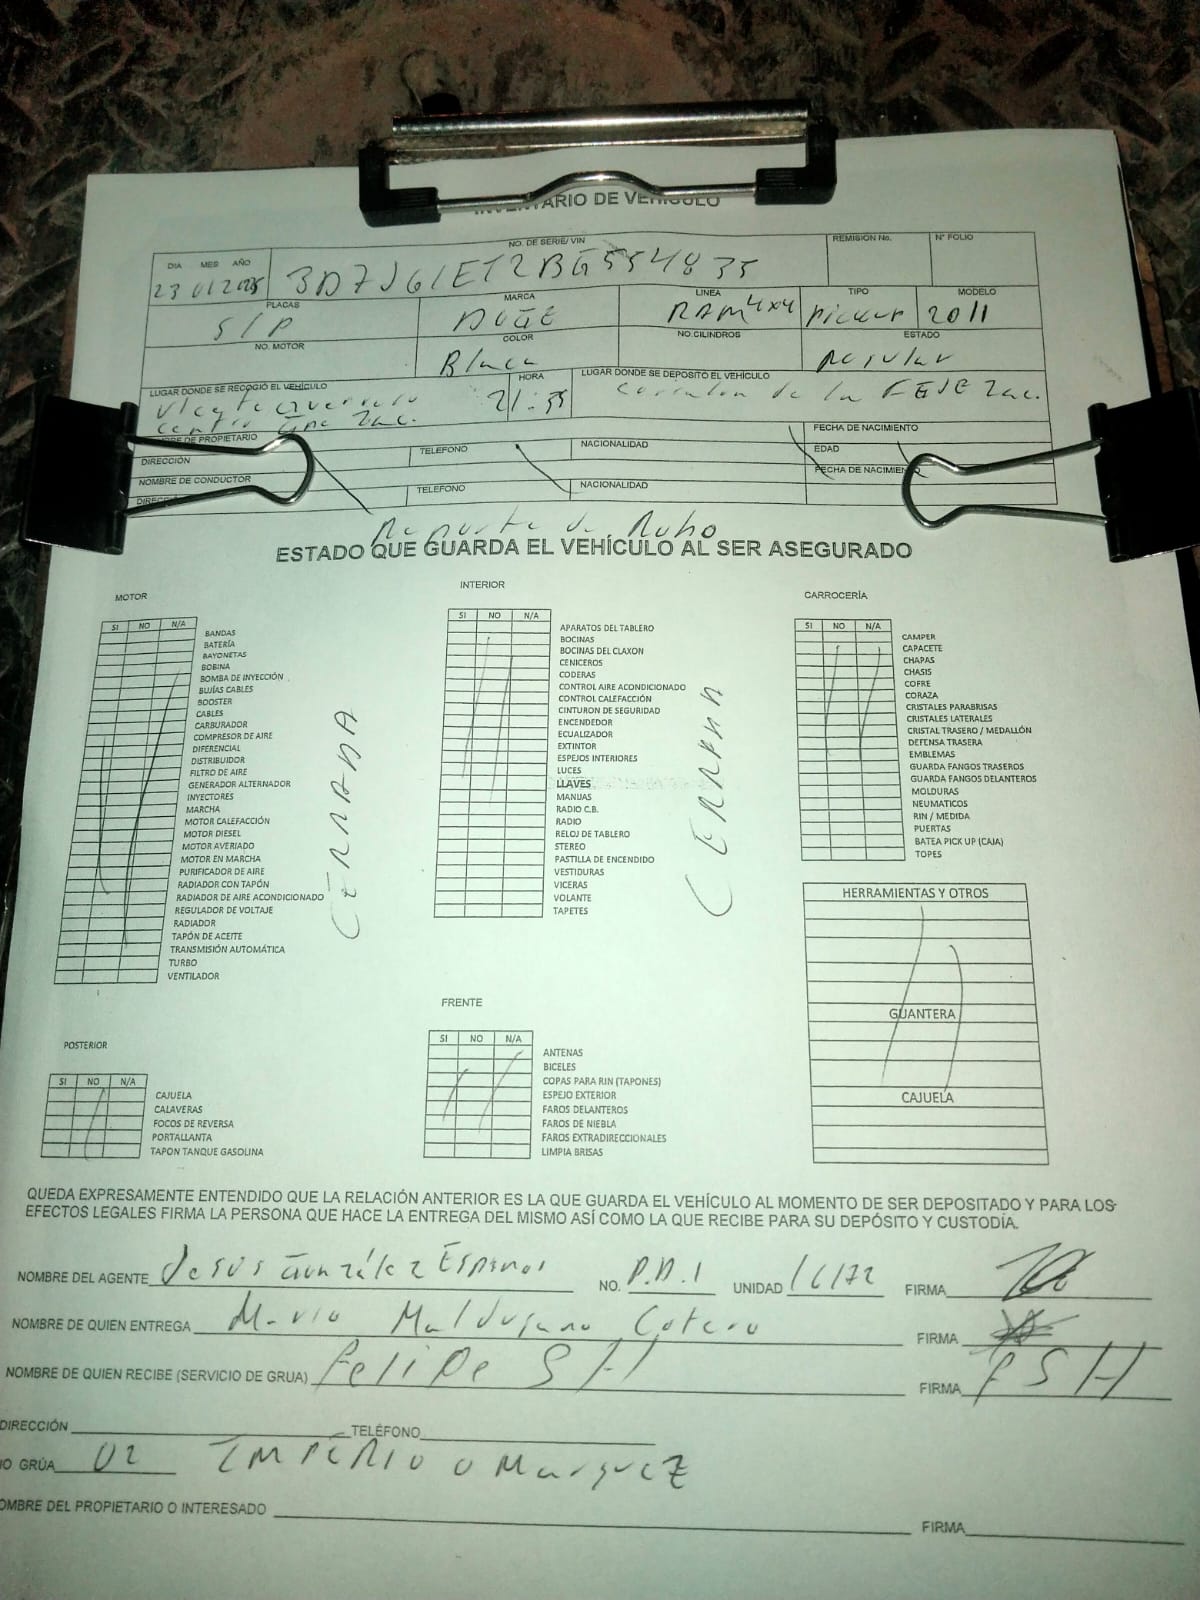 INVENTARIO DE VEHICULO
DIA MES AÑO NO. DE SERIE/VIN REMISION No. N° FOLIO
23 01 2025 3D7JG1ET2BG554835
PLACAS MARCA LINEA TIPO MODELO
S/P RAM 4x4 Pickup 2011
NO. MOTOR COLOR NO.CILINDROS ESTADO
Regular
LUGAR DONDE SE RECOGIÓ EL VEHÍCULO HORA LUGAR DONDE SE DEPOSITÓ EL VEHÍCULO
Vicente Guerrero 21:55 Corralon de la FGJE Zac.
Centro Zac.
NOMBRE DE PROPIETARIO TELEFONO NACIONALIDAD FECHA DE NACIMIENTO
DIRECCIÓN EDAD
NOMBRE DE CONDUCTOR TELEFONO NACIONALIDAD FECHA DE NACIMIENTO
DIRECCIÓN
Reporte de Robo
ESTADO QUE GUARDA EL VEHÍCULO AL SER ASEGURADO
MOTOR
SI NO N/A
BANDAS
BATERÍA
BAYONETAS
BOBINA
BOMBA DE INYECCIÓN
BUJÍAS CABLES
BOOSTER
CABLES
CARBURADOR
COMPRESOR DE AIRE
DIFERENCIAL
DISTRIBUIDOR
FILTRO DE AIRE
GENERADOR ALTERNADOR
INYECTORES
MARCHA
MOTOR CALEFACCIÓN
MOTOR DIESEL
MOTOR AVERIADO
MOTOR EN MARCHA
PURIFICADOR DE AIRE
RADIADOR CON TAPÓN
RADIADOR DE AIRE ACONDICIONADO
REGULADOR DE VOLTAJE
RADIADOR
TAPÓN DE ACEITE
TRANSMISIÓN AUTOMÁTICA
TURBO
VENTILADOR
CERRADA
INTERIOR
SI NO N/A
APARATOS DEL TABLERO
BOCINAS
BOCINAS DEL CLAXON
CENICEROS
CODERAS
CONTROL AIRE ACONDICIONADO
CONTROL CALEFACCIÓN
CINTURON DE SEGURIDAD
ENCENDEDOR
ECUALIZADOR
EXTINTOR
ESPEJOS INTERIORES
LUCES
LLAVES
MANIJAS
RADIO C.B.
RADIO
RELOJ DE TABLERO
STEREO
PASTILLA DE ENCENDIDO
VESTIDURAS
VICERAS
VOLANTE
TAPETES
CARROCERÍA
SI NO N/A
CAMPER
CAPACETE
CHAPAS
CHASIS
COFRE
CORAZA
CRISTALES PARABRISAS
CRISTALES LATERALES
CRISTAL TRASERO / MEDALLÓN
DEFENSA TRASERA
EMBLEMAS
GUARDA FANGOS TRASEROS
GUARDA FANGOS DELANTEROS
MOLDURAS
NEUMATICOS
RIN / MEDIDA
PUERTAS
BATEA PICK UP (CAJA)
TOPES
HERRAMIENTAS Y OTROS
GUANTERA
CAJUELA
POSTERIOR
SI NO N/A
CAJUELA
CALAVERAS
FOCOS DE REVERSA
PORTALLANTA
TAPON TANQUE GASOLINA
FRENTE
SI NO N/A
ANTENAS
BICELES
COPAS PARA RIN (TAPONES)
ESPEJO EXTERIOR
FAROS DELANTEROS
FAROS DE NIEBLA
FAROS EXTRADIRECCIONALES
LIMPIA BRISAS
QUEDA EXPRESAMENTE ENTENDIDO QUE LA RELACIÓN ANTERIOR ES LA QUE GUARDA EL VEHÍCULO AL MOMENTO DE SER DEPOSITADO Y PARA LOS
EFECTOS LEGALES FIRMA LA PERSONA QUE HACE LA ENTREGA DEL MISMO ASÍ COMO LA QUE RECIBE PARA SU DEPÓSITO Y CUSTODÍA.
NOMBRE DEL AGENTE Jesus González NO. P.D.I UNIDAD FIRMA
NOMBRE DE QUIEN ENTREGA Mario Maldonado FIRMA
NOMBRE DE QUIEN RECIBE (SERVICIO DE GRUA) Felipe S H FIRMA F S H
DIRECCIÓN TELÉFONO
NO GRÚA 02 IMPERIO o Marquez
NOMBRE DEL PROPIETARIO O INTERESADO FIRMA